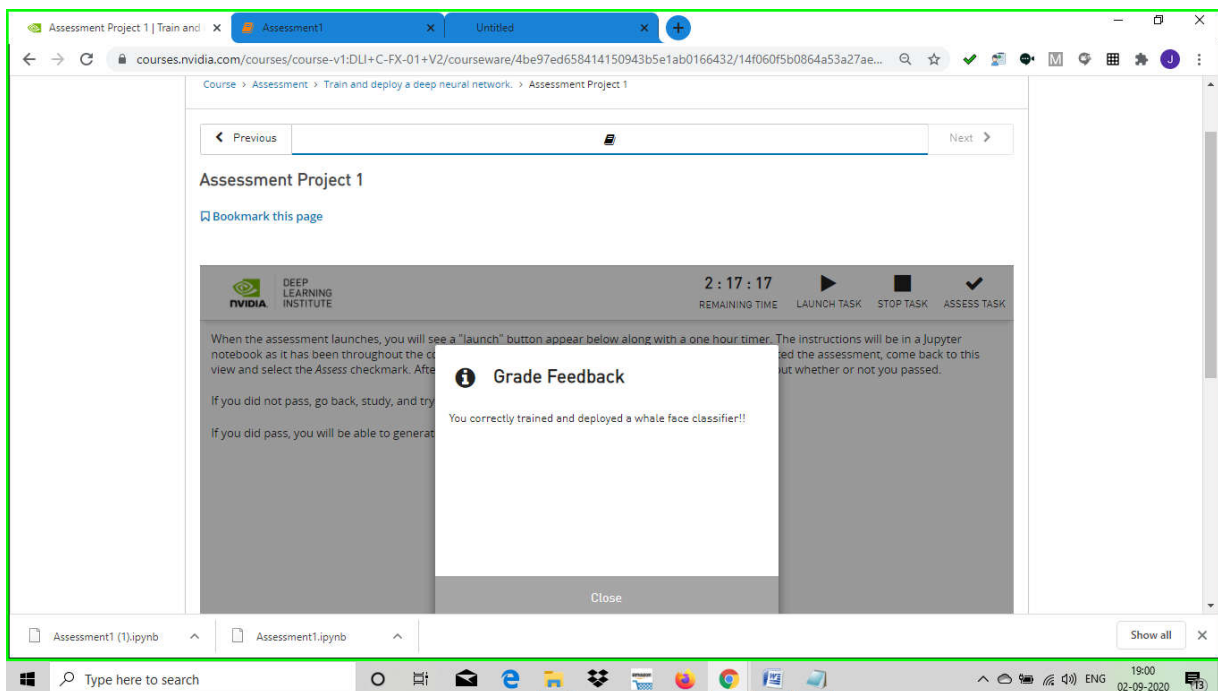 Assessment Project 1 | Train and
Assessment1
Untitled
courses.nvidia.com/courses/course-v1:DLI+C-FX-01+V2/courseware/4be97ed658414150943b5e1ab0166432/14f060f5b0864a53a27ae...
Course > Assessment > Train and deploy a deep neural network. > Assessment Project 1
Previous
Next
Assessment Project 1
Bookmark this page
NVIDIA
DEEP
LEARNING
INSTITUTE
2 : 17 : 17
REMAINING TIME
LAUNCH TASK
STOP TASK
ASSESS TASK
When the assessment launches, you will see a "launch" button appear below along with a one hour timer. The instructions will be in a Jupyter
notebook as it has been throughout the co ted the assessment, come back to this
view and select the Assess checkmark. Afte ut whether or not you passed.
If you did not pass, go back, study, and try
If you did pass, you will be able to generat
Grade Feedback
You correctly trained and deployed a whale face classifier!!
Close
Assessment1 (1).ipynb
Assessment1.ipynb
Show all
Type here to search
ENG
19:00
02-09-2020
13